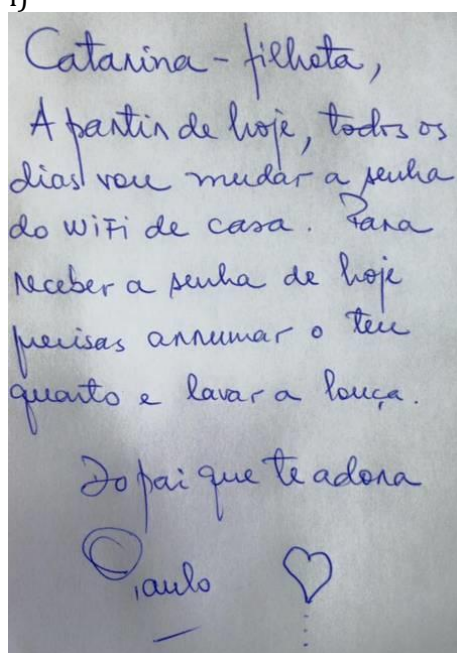 Catarina - filhota,
A partir de hoje, todos os
dias vou mudar a senha
do WiFi de casa. Para
receber a senha de hoje
precisas arrumar o teu
quarto e lavar a louça.
Do pai que te adora
Paulo